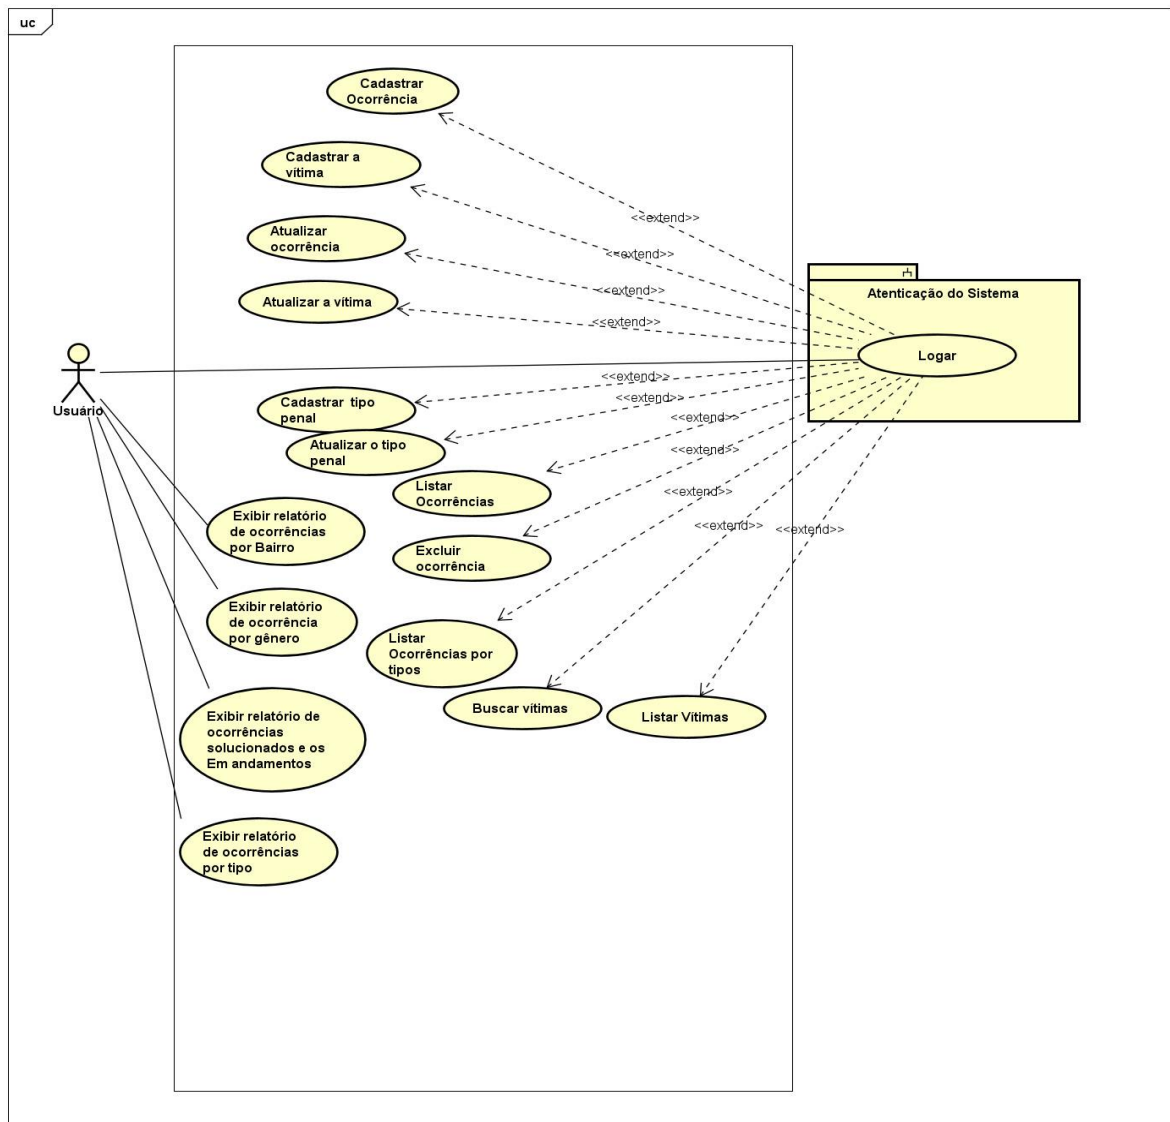 uc
Cadastrar
Ocorrência
Cadastrar a
vítima
<<extend>>
Atualizar
ocorrência
<<extend>>
<<extend>>
Atenticação do Sistema
Atualizar a vítima
<<extend>>
Logar
Usuário
<<extend>>
Cadastrar tipo
penal
<<extend>>
<<extend>>
Atualizar o tipo
penal
<<extend>>
Listar
Ocorrências
<<extend>>
Exibir relatório
de ocorrências
por Bairro
<<extend>>
<<extend>>
Excluir
ocorrência
Exibir relatório
de ocorrência
por gênero
Listar
Ocorrências por
tipos
Buscar vítimas
Listar Vítimas
Exibir relatório de
ocorrências
solucionados e os
Em andamentos
Exibir relatório
de ocorrências
por tipo